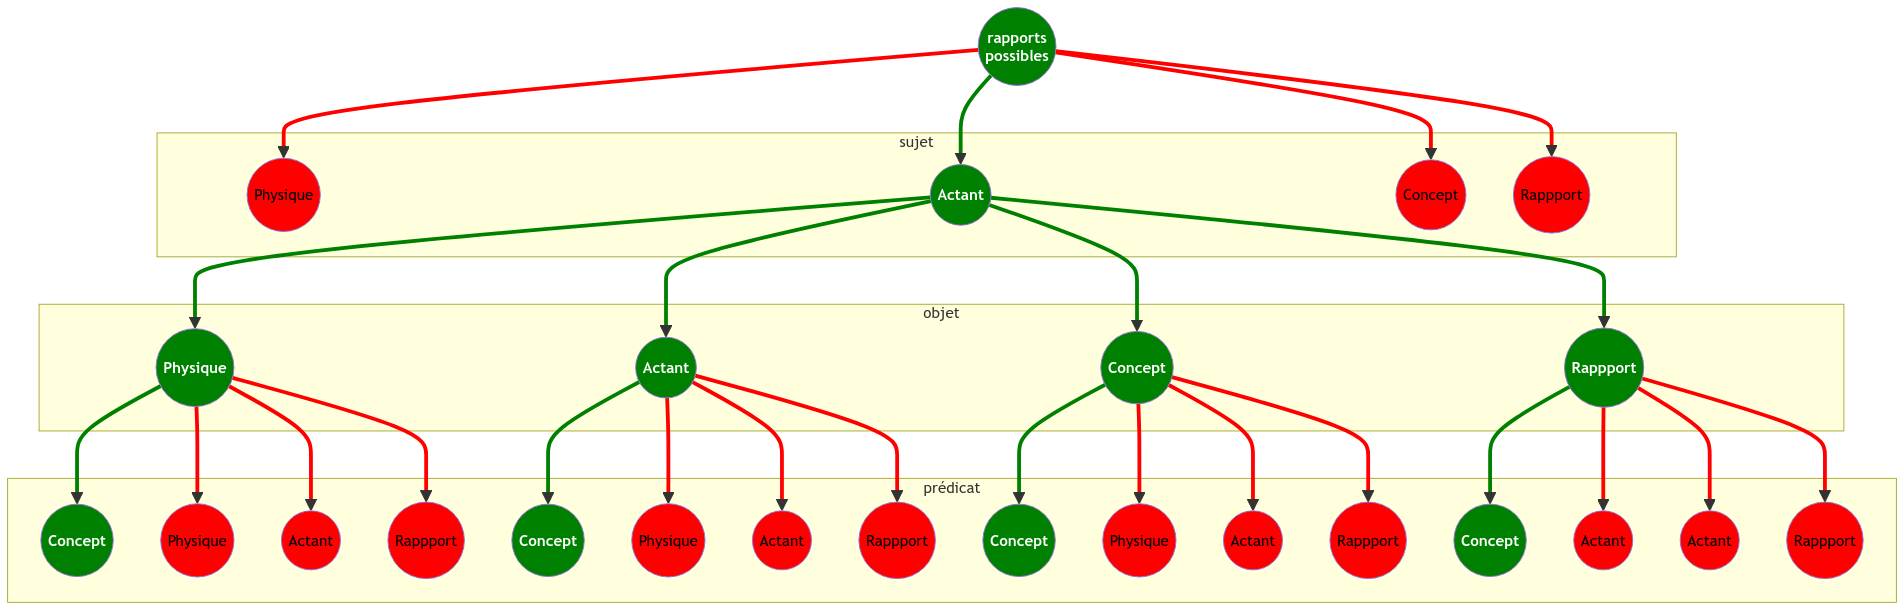 rapports
possibles
sujet
Physique
Actant
Concept
Rappport
objet
Physique
Actant
Concept
Rappport
prédicat
Concept
Physique
Actant
Rappport
Concept
Physique
Actant
Rappport
Concept
Physique
Actant
Rappport
Concept
Actant
Actant
Rappport